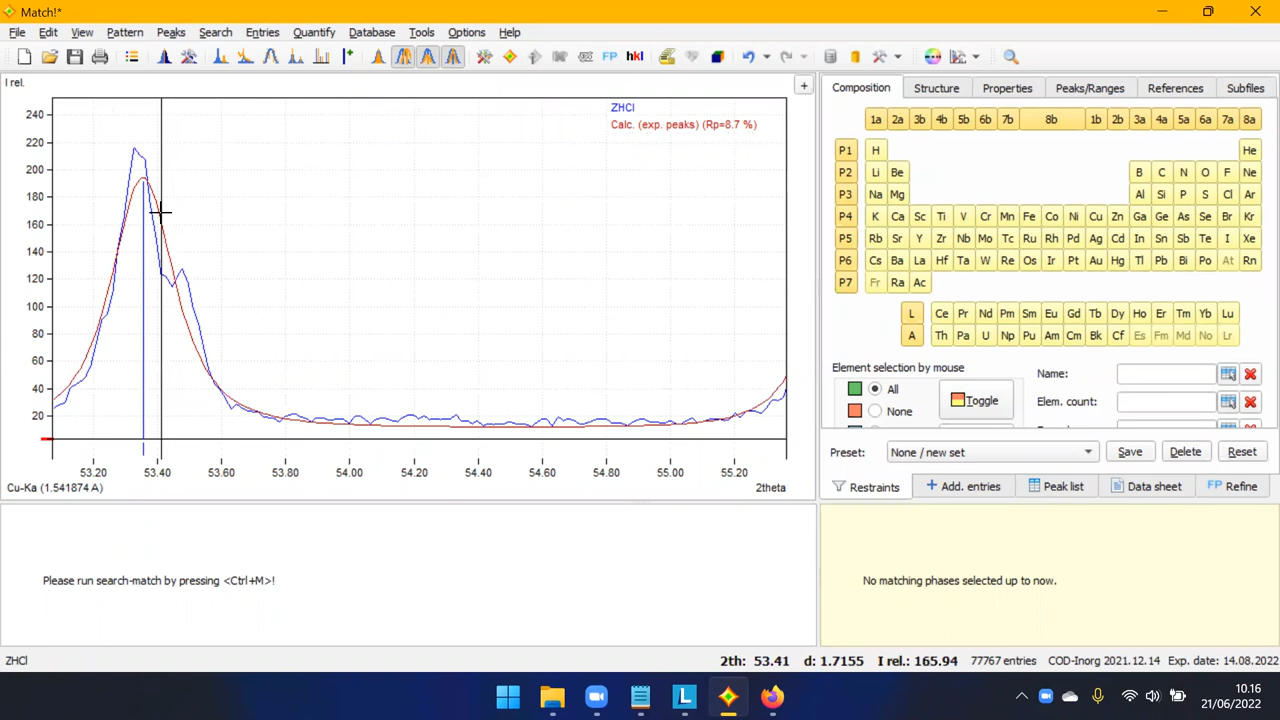 Match!*
File Edit View Pattern Peaks Search Entries Quantify Database Tools Options Help
FP hkl
I rel.
ZHCl
Calc. (exp. peaks) (Rp=8.7 %)
240
220
200
180
160
140
120
100
80
60
40
20
53.20 53.40 53.60 53.80 54.00 54.20 54.40 54.60 54.80 55.00 55.20
Cu-Ka (1.541874 A) 2theta
Composition Structure Properties Peaks/Ranges References Subfiles
1a 2a 3b 4b 5b 6b 7b 8b 1b 2b 3a 4a 5a 6a 7a 8a
P1 H He
P2 Li Be B C N O F Ne
P3 Na Mg Al Si P S Cl Ar
P4 K Ca Sc Ti V Cr Mn Fe Co Ni Cu Zn Ga Ge As Se Br Kr
P5 Rb Sr Y Zr Nb Mo Tc Ru Rh Pd Ag Cd In Sn Sb Te I Xe
P6 Cs Ba La Hf Ta W Re Os Ir Pt Au Hg Tl Pb Bi Po At Rn
P7 Fr Ra Ac
L Ce Pr Nd Pm Sm Eu Gd Tb Dy Ho Er Tm Yb Lu
A Th Pa U Np Pu Am Cm Bk Cf Es Fm Md No Lr
Element selection by mouse
All
None
Toggle
Name:
Elem. count:
Preset: None / new set Save Delete Reset
Restraints Add. entries Peak list Data sheet FP Refine
Please run search-match by pressing <Ctrl+M>!
No matching phases selected up to now.
ZHCl 2th: 53.41 d: 1.7155 I rel.: 165.94 77767 entries COD-Inorg 2021.12.14 Exp. date: 14.08.2022
L
10.16
21/06/2022